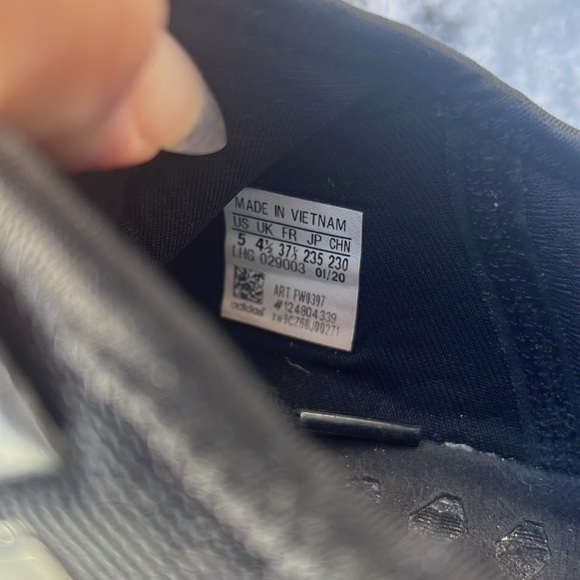 MADE IN VIETNAM
US UK FR JP CHN
5 4½ 37⅓ 235 230
LHG 029003 01/20
ART FW0397
#124804339
adidas